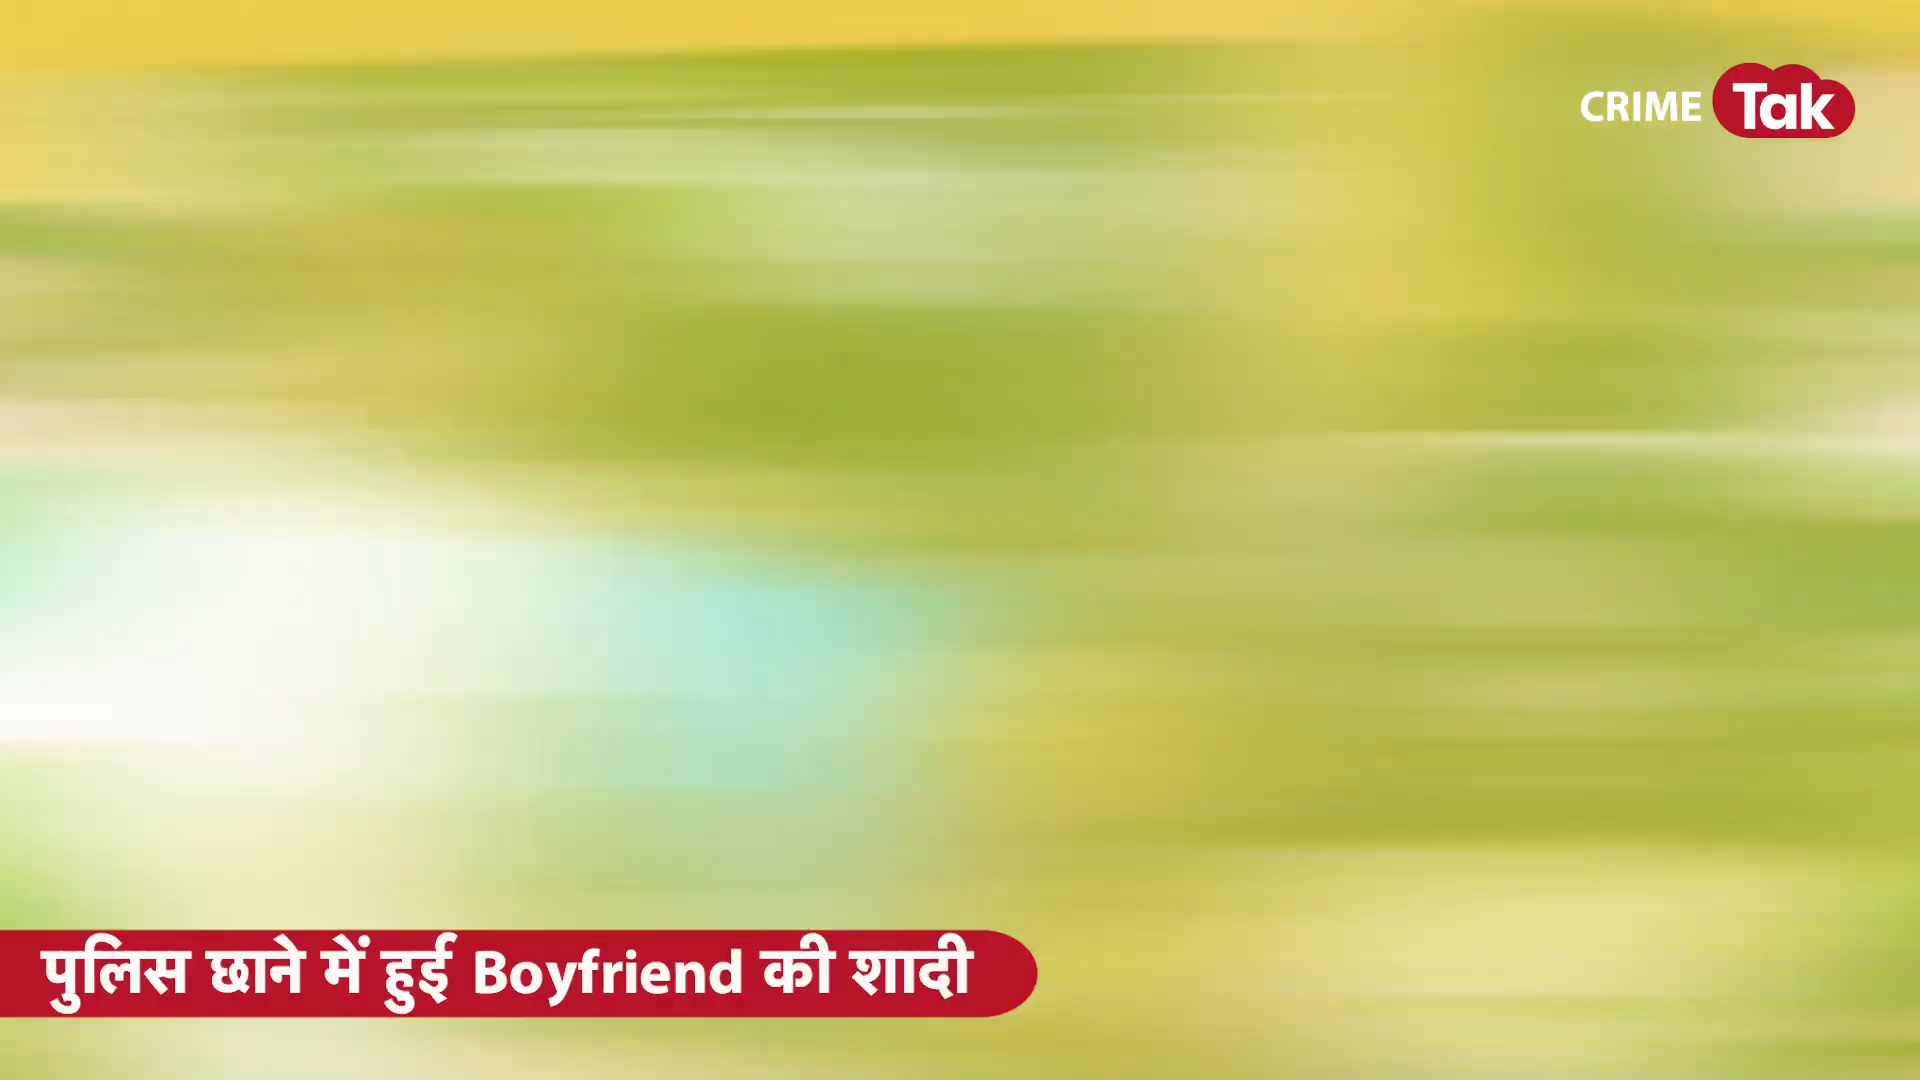 CRIME Tak
पुलिस छाने में हुई Boyfriend की शादी